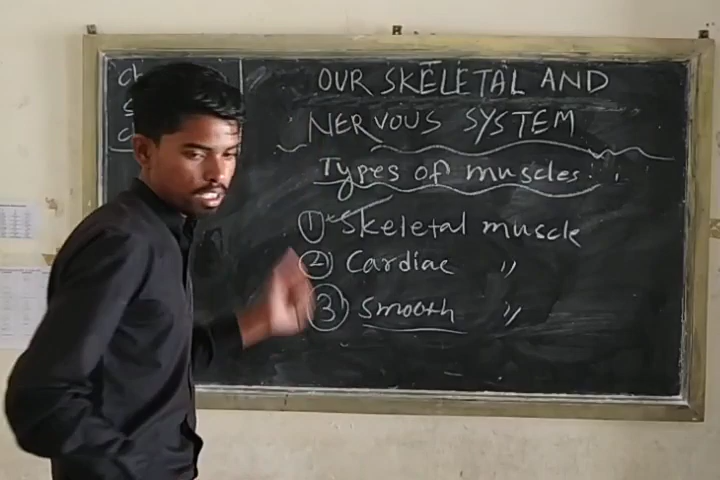 OUR SKELETAL AND
NERVOUS SYSTEM
Types of muscles:
① Skeletal muscle
② Cardiac 〃
③ Smooth 〃